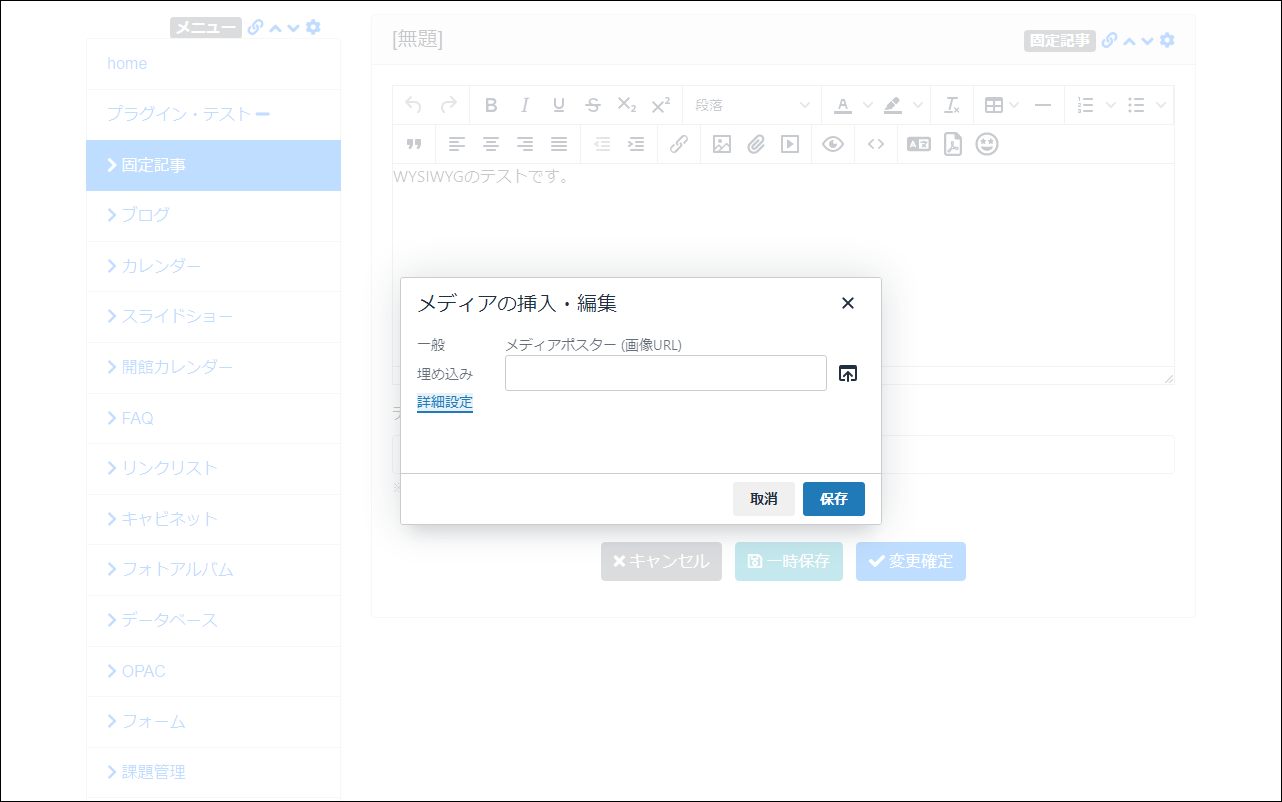 メニュー
home
プラグイン・テスト
固定記事
ブログ
カレンダー
スライドショー
開館カレンダー
FAQ
リンクリスト
キャビネット
フォトアルバム
データベース
OPAC
フォーム
課題管理
[無題]
固定記事
B I U S X₂ X² 段落 A
WYSIWYGのテストです。
メディアの挿入・編集
一般
埋め込み
詳細設定
メディアポスター (画像URL)
取消 保存
※
キャンセル 一時保存 変更確定